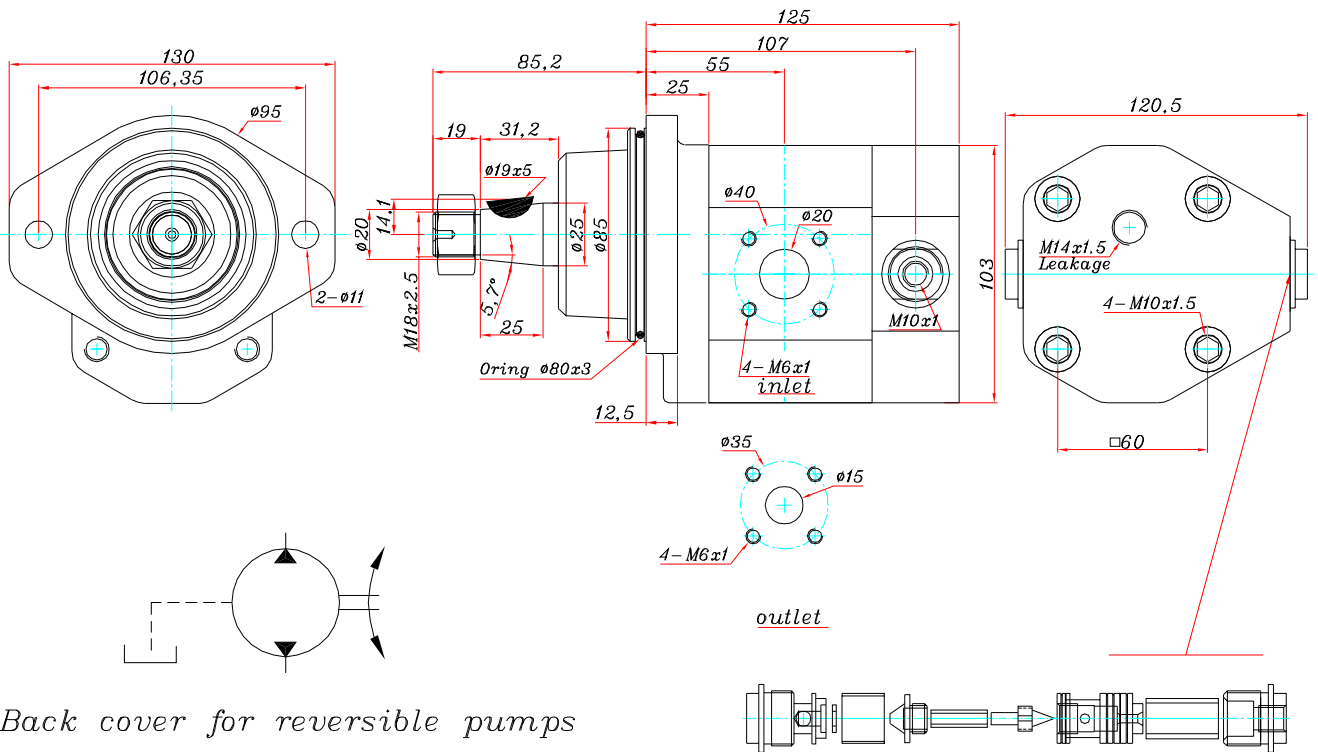 130
106,35
ø95
2-ø11
125
107
85,2
55
25
19
31,2
ø19x5
14,1
ø20
M18x2.5
5,7°
25
ø25
ø85
Oring ø80x3
12,5
ø40
ø20
4-M6x1
inlet
M10x1
103
120,5
M14x1.5
Leakage
4-M10x1.5
□60
ø35
ø15
4-M6x1
outlet
Back cover for reversible pumps